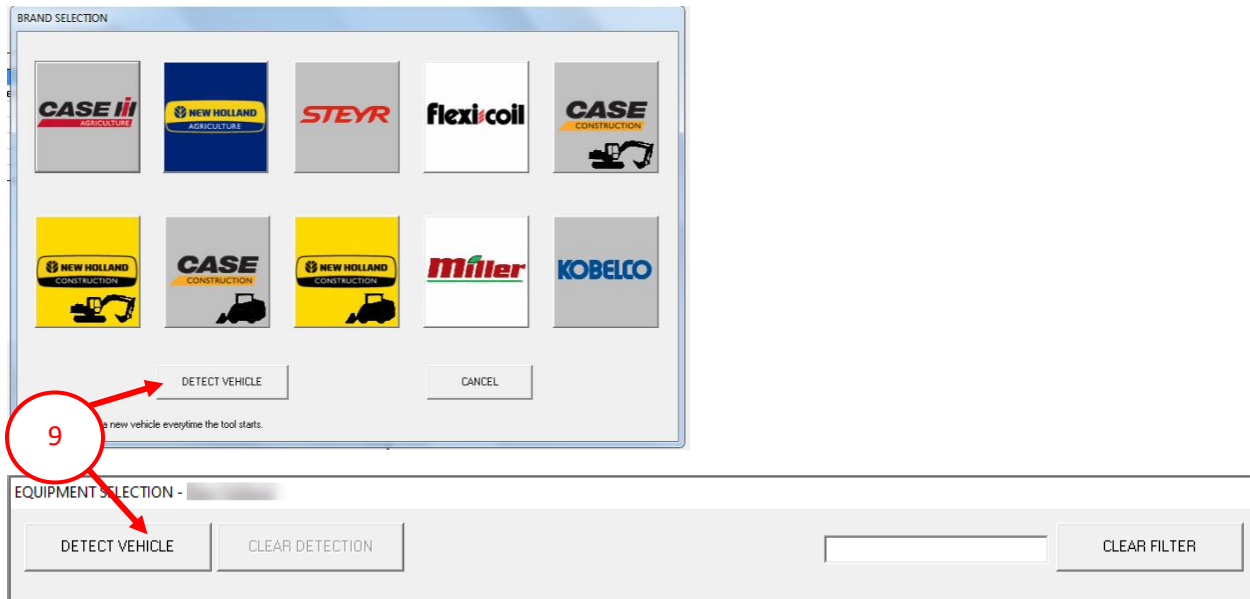 BRAND SELECTION
CASE IH
AGRICULTURE
NEW HOLLAND
AGRICULTURE
STEYR
flexi coil
CASE
CONSTRUCTION
NEW HOLLAND
CONSTRUCTION
CASE
CONSTRUCTION
NEW HOLLAND
CONSTRUCTION
Miller
KOBELCO
DETECT VEHICLE
CANCEL
a new vehicle everytime the tool starts.
9
EQUIPMENT SELECTION -
DETECT VEHICLE
CLEAR DETECTION
CLEAR FILTER